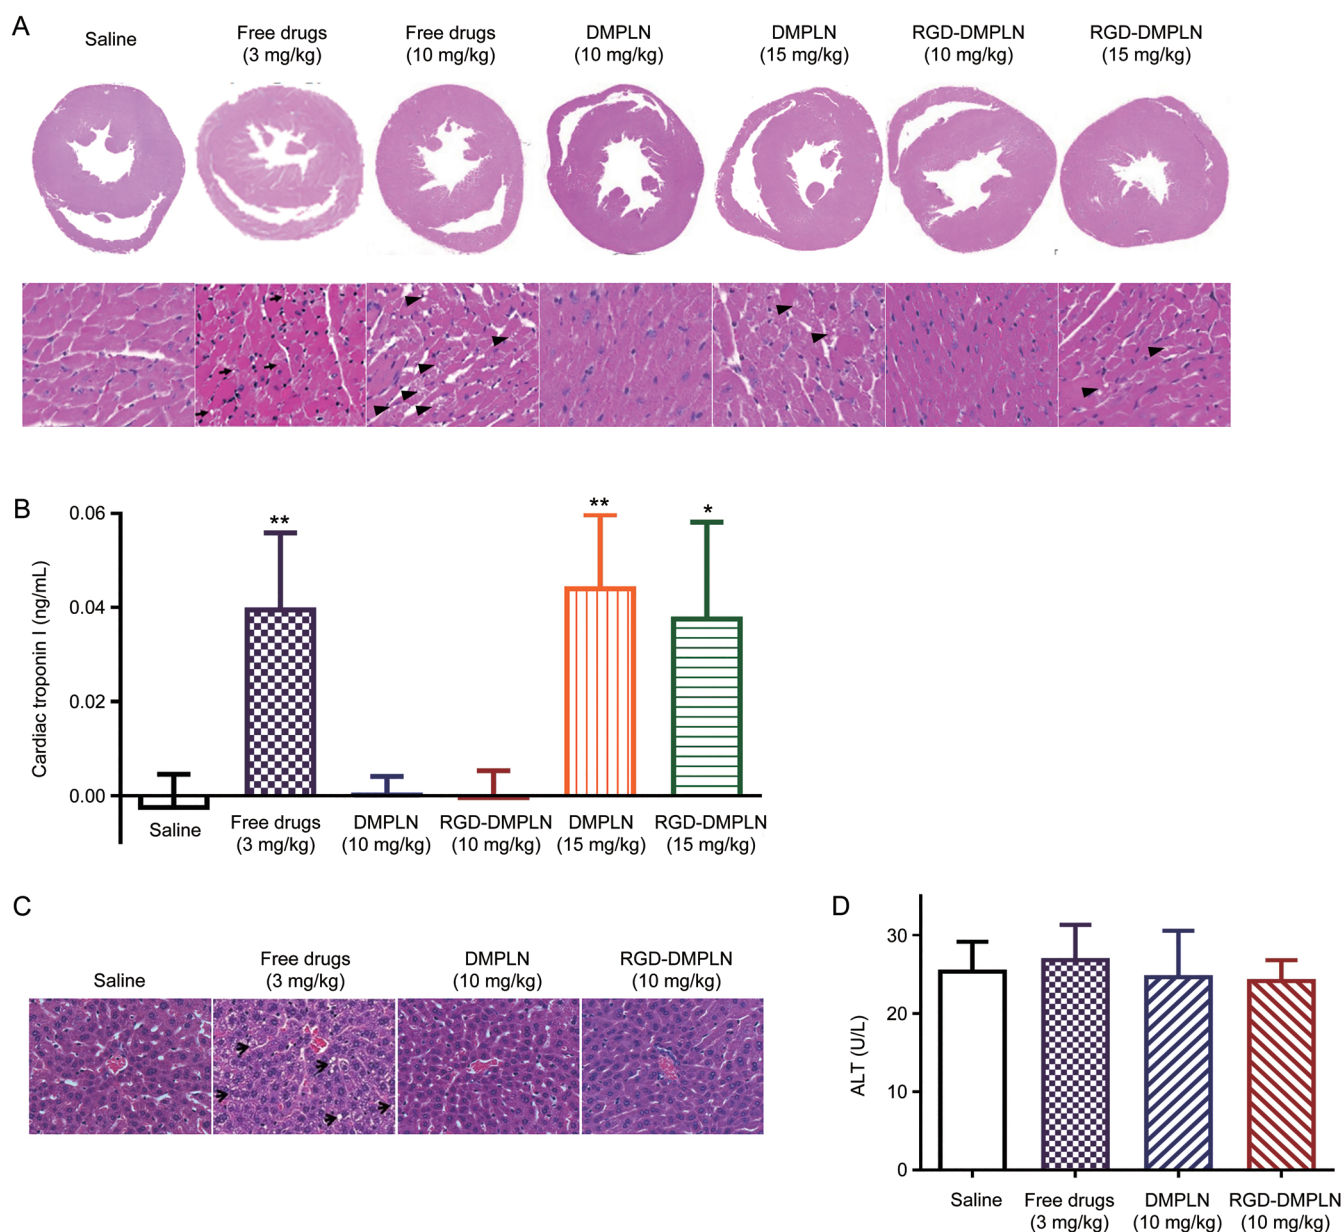 A
Saline
Free drugs
(3 mg/kg)
Free drugs
(10 mg/kg)
DMPLN
(10 mg/kg)
DMPLN
(15 mg/kg)
RGD-DMPLN
(10 mg/kg)
RGD-DMPLN
(15 mg/kg)
B
Cardiac troponin I (ng/mL)
0.06
0.04
0.02
0.00
**
**
*
Saline
Free drugs
(3 mg/kg)
DMPLN
(10 mg/kg)
RGD-DMPLN
(10 mg/kg)
DMPLN
(15 mg/kg)
RGD-DMPLN
(15 mg/kg)
C
Saline
Free drugs
(3 mg/kg)
DMPLN
(10 mg/kg)
RGD-DMPLN
(10 mg/kg)
D
ALT (U/L)
30
20
10
0
Saline
Free drugs
(3 mg/kg)
DMPLN
(10 mg/kg)
RGD-DMPLN
(10 mg/kg)